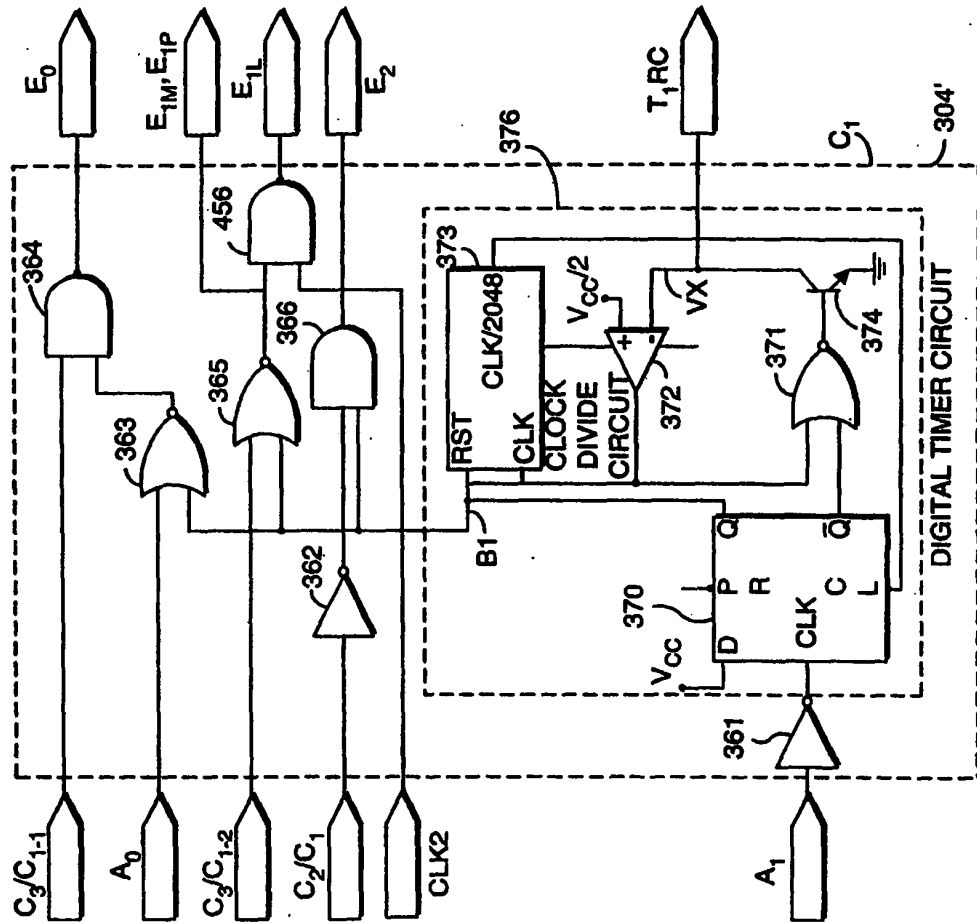 E0
E1M, E1P
E1L
E2
T1RC
364
456
376
C1
304'
363
365
366
373
RST
CLK/2048
CLK
CLOCK
DIVIDE
CIRCUIT
VCC/2
+
-
372
VX
374
371
B1
362
370
VCC
D
P
R
Q
Q̅
CLK
C
L
361
DIGITAL TIMER CIRCUIT
C3/C1-1
A0
C3/C1-2
C2/C1
CLK2
A1